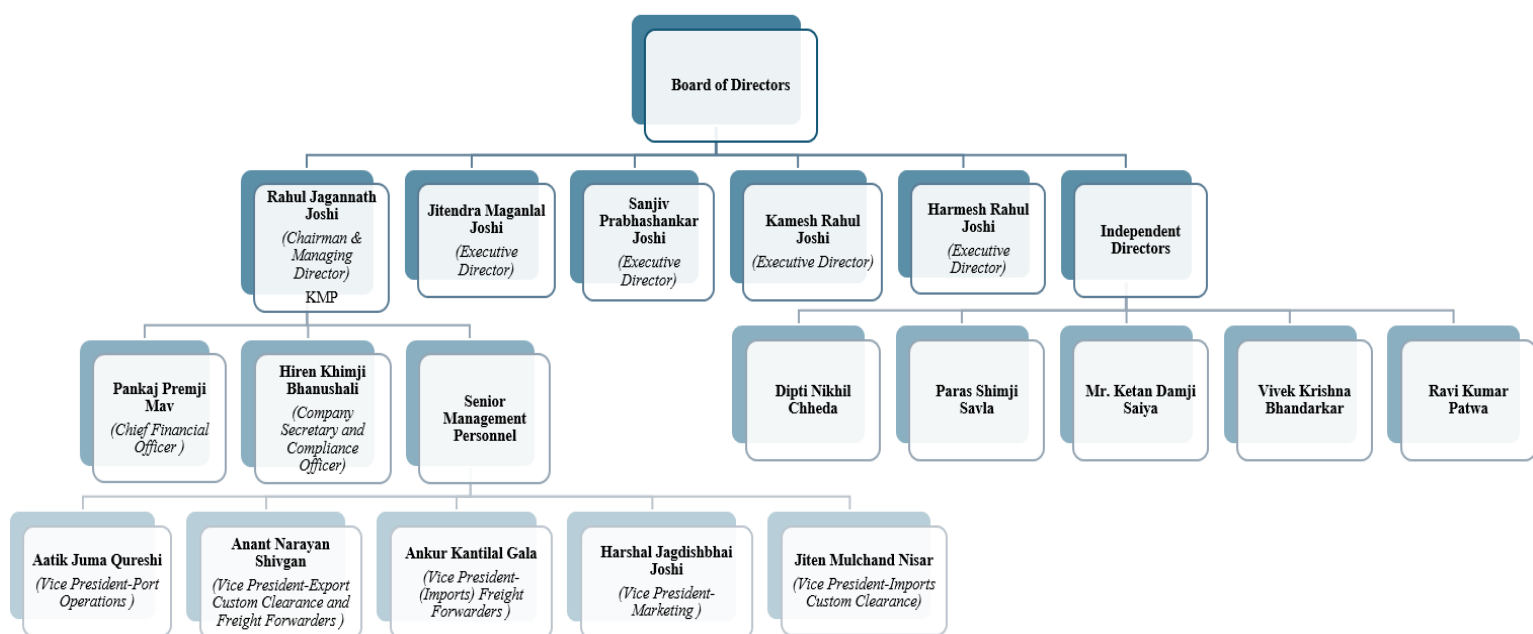 Board of Directors
Rahul Jagannath
Joshi
(Chairman &
Managing
Director)
KMP
Jitendra Maganlal
Joshi
(Executive
Director)
Sanjiv
Prabhashankar
Joshi
(Executive
Director)
Kamesh Rahul
Joshi
(Executive Director)
Harmesh Rahul
Joshi
(Executive
Director)
Independent
Directors
Pankaj Premji
Mav
(Chief Financial
Officer )
Hiren Khimji
Bhanushali
(Company
Secretary and
Compliance
Officer)
Senior
Management
Personnel
Dipti Nikhil
Chheda
Paras Shimji
Savla
Mr. Ketan Damji
Saiya
Vivek Krishna
Bhandarkar
Ravi Kumar
Patwa
Aatik Juma Qureshi
(Vice President-Port
Operations )
Anant Narayan
Shivgan
(Vice President-Export
Custom Clearance and
Freight Forwarders )
Ankur Kantilal Gala
(Vice President-
(Imports) Freight
Forwarders )
Harshal Jagdishbhai
Joshi
(Vice President-
Marketing )
Jiten Mulchand Nisar
(Vice President-Imports
Custom Clearance)